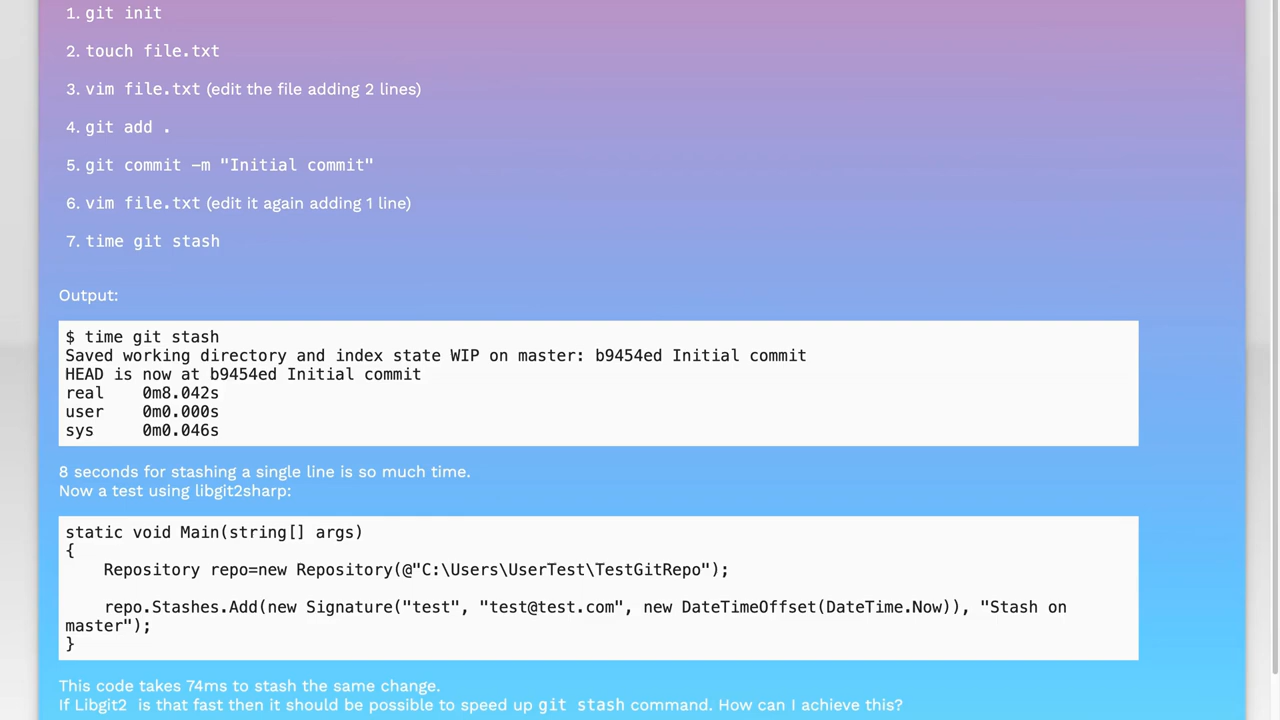 1. git init
2. touch file.txt
3. vim file.txt (edit the file adding 2 lines)
4. git add .
5. git commit -m "Initial commit"
6. vim file.txt (edit it again adding 1 line)
7. time git stash
Output:
$ time git stash
Saved working directory and index state WIP on master: b9454ed Initial commit
HEAD is now at b9454ed Initial commit
real    0m8.042s
user    0m0.000s
sys     0m0.046s
8 seconds for stashing a single line is so much time.
Now a test using libgit2sharp:
static void Main(string[] args)
{
    Repository repo=new Repository(@"C:\Users\UserTest\TestGitRepo");
    repo.Stashes.Add(new Signature("test", "test@test.com", new DateTimeOffset(DateTime.Now)), "Stash on
master");
}
This code takes 74ms to stash the same change.
If Libgit2  is that fast then it should be possible to speed up git stash command. How can I achieve this?